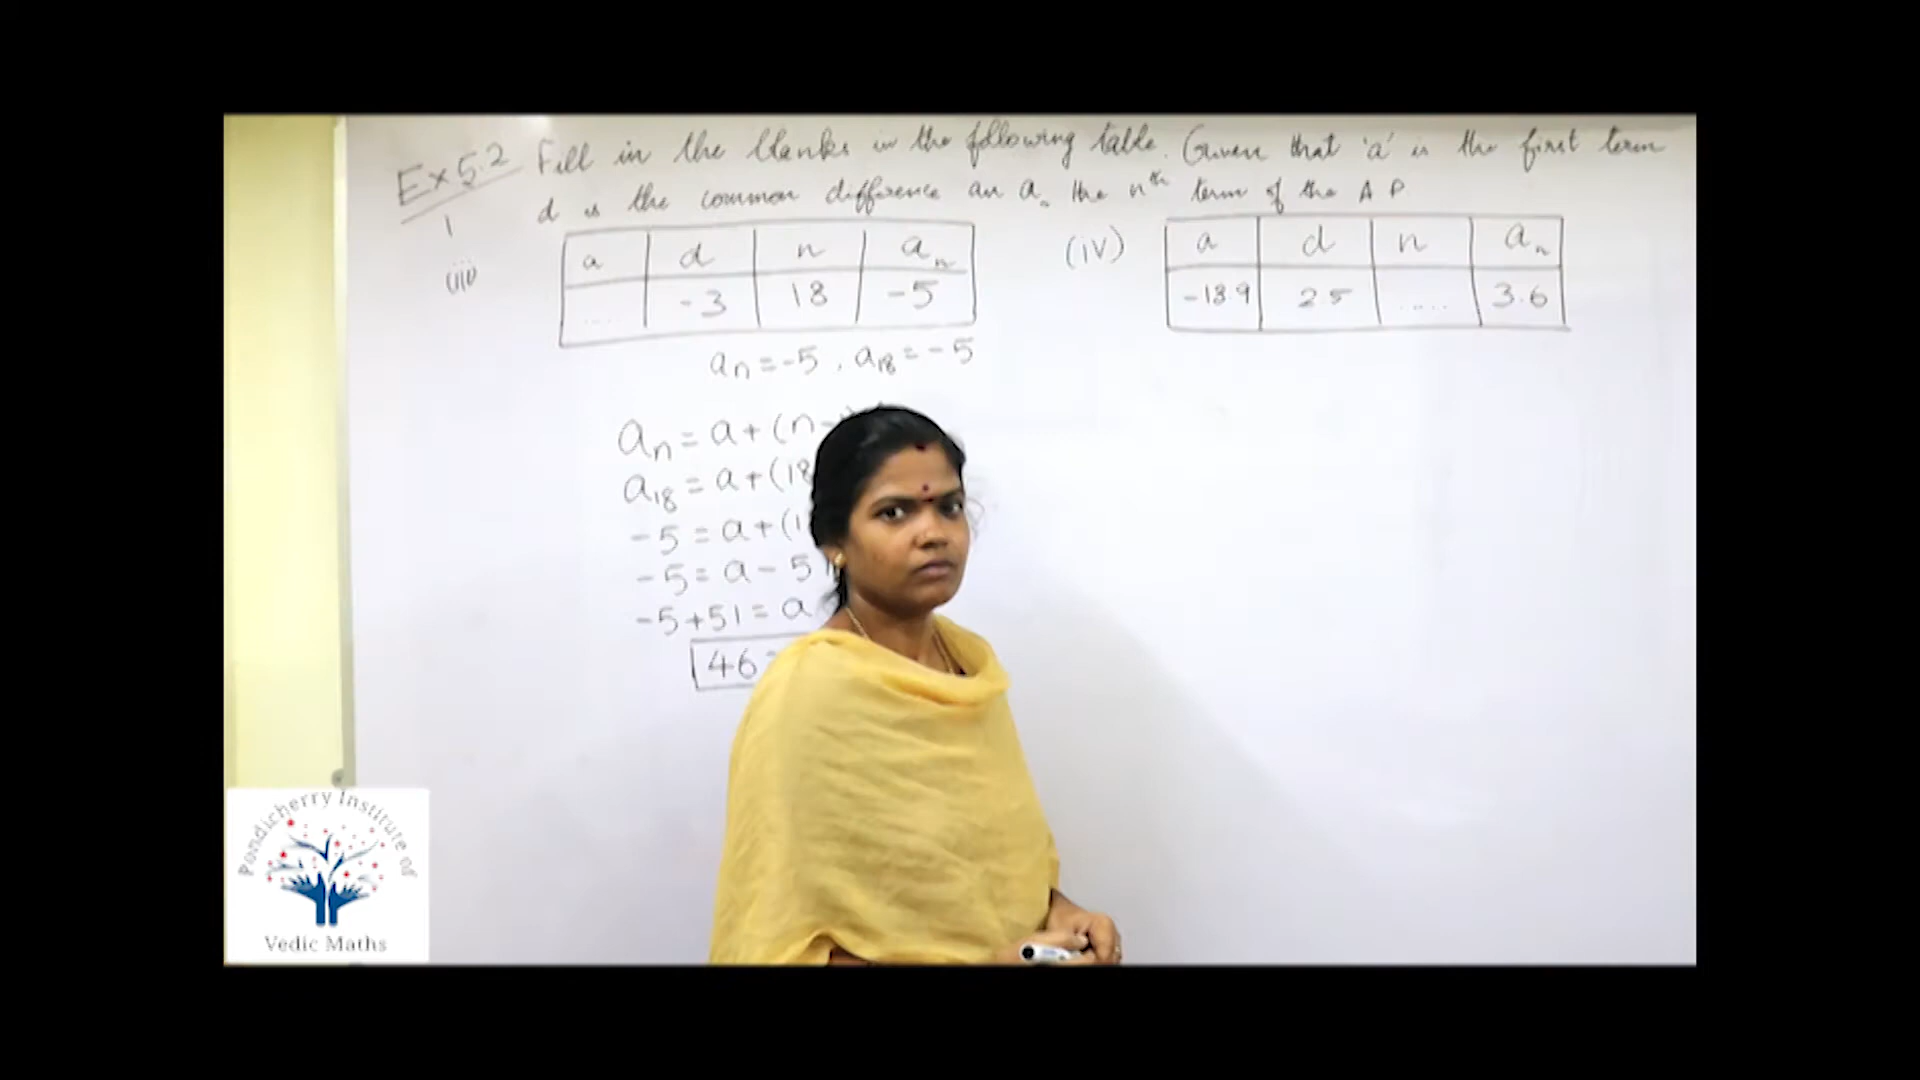 Ex 5.2 Fill in the blanks in the following table. Given that 'a' is the first term
1 d is the common difference an aₙ the nᵗʰ term of the A P.
(iii)
a d n aₙ
.... -3 18 -5
aₙ = -5, a₁₈ = -5
aₙ = a + (n-
a₁₈ = a + (18
-5 = a + (1
-5 = a - 5
-5 + 51 = a
46 =
(iv)
a d n aₙ
-18.9 2.5 ..... 3.6
Pondicherry Institute of
Vedic Maths